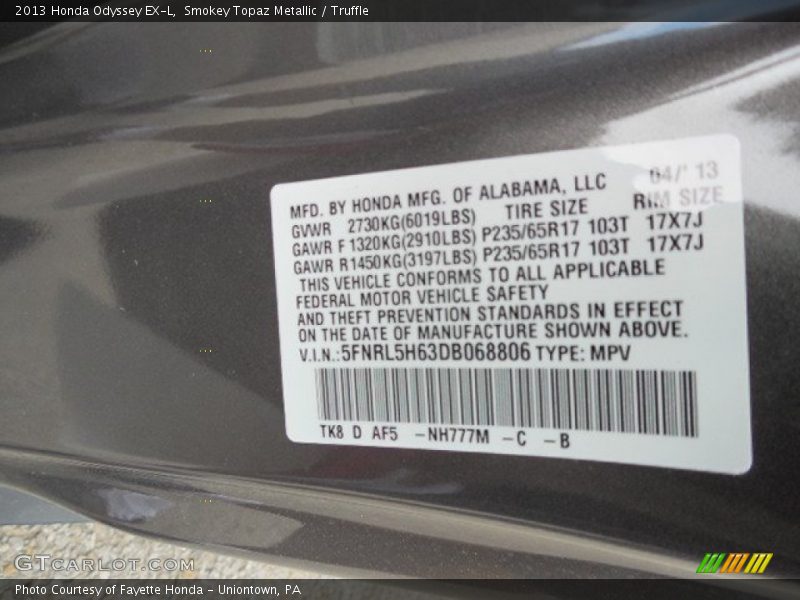 2013 Honda Odyssey EX-L,  Smokey Topaz Metallic / Truffle
04/' 13
MFD. BY HONDA MFG. OF ALABAMA, LLC
GVWR 2730KG(6019LBS) TIRE SIZE RIM SIZE
GAWR F 1320KG(2910LBS) P235/65R17 103T 17X7J
GAWR R1450KG(3197LBS) P235/65R17 103T 17X7J
THIS VEHICLE CONFORMS TO ALL APPLICABLE
FEDERAL MOTOR VEHICLE SAFETY
AND THEFT PREVENTION STANDARDS IN EFFECT
ON THE DATE OF MANUFACTURE SHOWN ABOVE.
V.I.N.:5FNRL5H63DB068806 TYPE: MPV
TK8 D AF5 -NH777M -C -B
GTCARLOT.COM
Photo Courtesy of Fayette Honda - Uniontown, PA